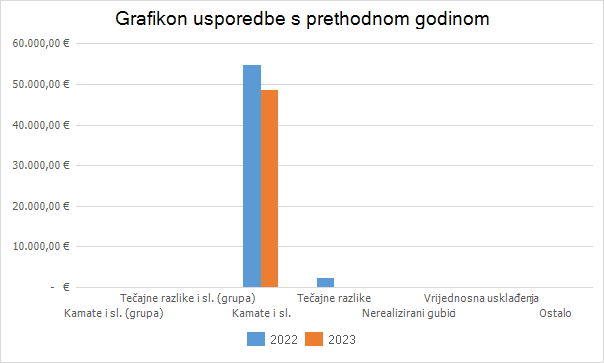 Grafikon usporedbe s prethodnom godinom
60.000,00 €
50.000,00 €
40.000,00 €
30.000,00 €
20.000,00 €
10.000,00 €
- €
Tečajne razlike i sl. (grupa) Tečajne razlike Vrijednosna usklađenja
Kamate i sl. (grupa) Kamate i sl. Nerealizirani gubici Ostalo
2022 2023